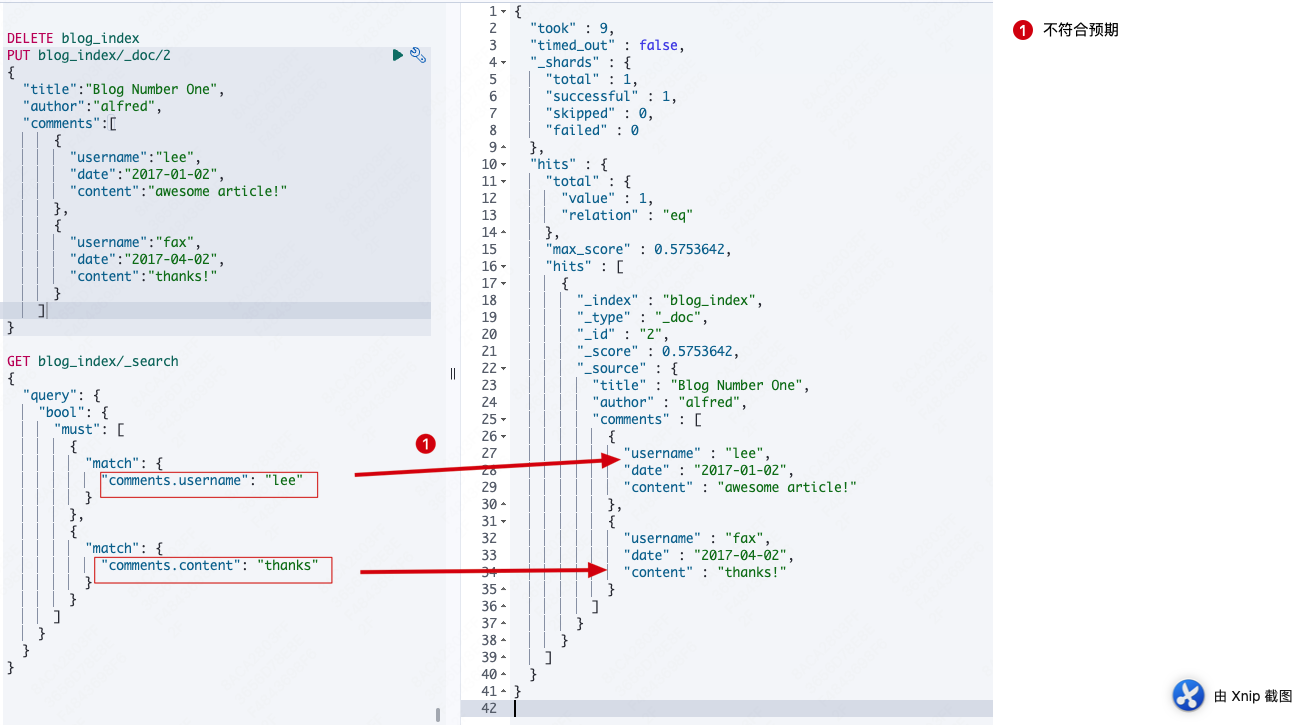 DELETE blog_index
PUT blog_index/_doc/2
{
"title":"Blog Number One",
"author":"alfred",
"comments":[
{
"username":"lee",
"date":"2017-01-02",
"content":"awesome article!"
},
{
"username":"fax",
"date":"2017-04-02",
"content":"thanks!"
}
]
}
GET blog_index/_search
{
"query": {
"bool": {
"must": [
{
"match": {
"comments.username": "lee"
}
},
{
"match": {
"comments.content": "thanks"
}
}
]
}
}
}
1
1 {
2 "took" : 9,
3 "timed_out" : false,
4 "_shards" : {
5 "total" : 1,
6 "successful" : 1,
7 "skipped" : 0,
8 "failed" : 0
9 },
10 "hits" : {
11 "total" : {
12 "value" : 1,
13 "relation" : "eq"
14 },
15 "max_score" : 0.5753642,
16 "hits" : [
17 {
18 "_index" : "blog_index",
19 "_type" : "_doc",
20 "_id" : "2",
21 "_score" : 0.5753642,
22 "_source" : {
23 "title" : "Blog Number One",
24 "author" : "alfred",
25 "comments" : [
26 {
27 "username" : "lee",
28 "date" : "2017-01-02",
29 "content" : "awesome article!"
30 },
31 {
32 "username" : "fax",
33 "date" : "2017-04-02",
34 "content" : "thanks!"
35 }
36 ]
37 }
38 }
39 ]
40 }
41 }
42
1 不符合预期
由 Xnip 截图